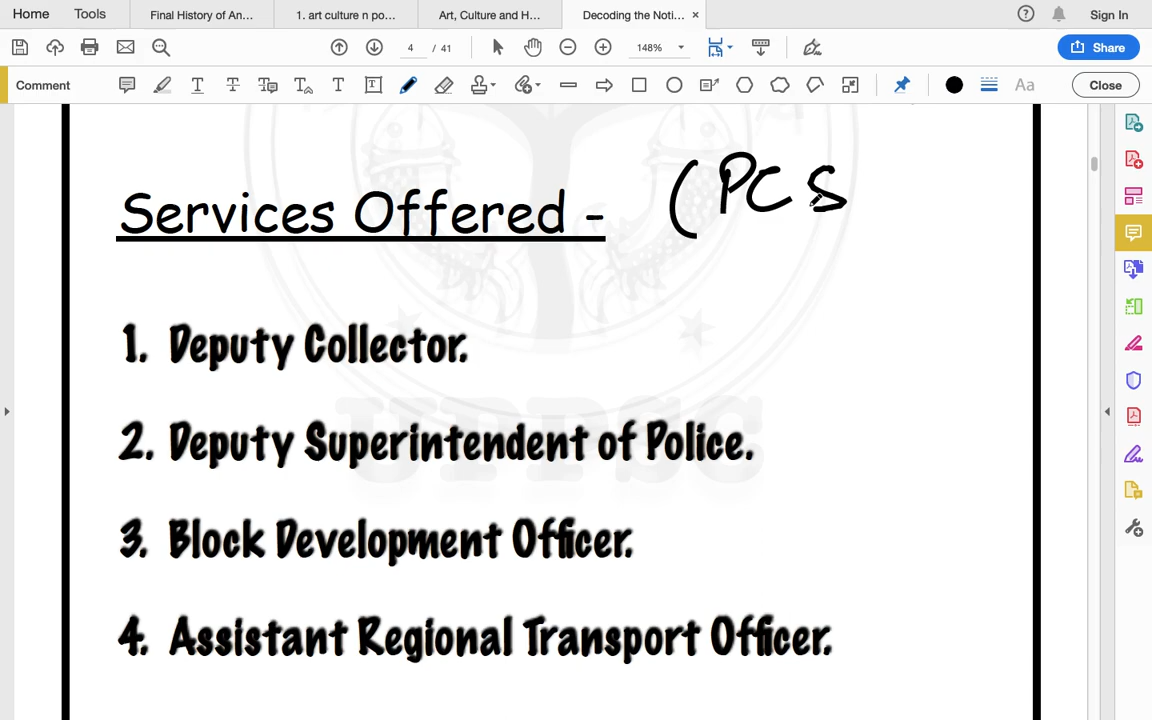 Home Tools Final History of An... 1. art culture n po... Art, Culture and H... Decoding the Noti... × Sign In
4 / 41 148% Share
Comment Aa Close
Services Offered - (PCS
1. Deputy Collector.
2. Deputy Superintendent of Police.
UPPSC
3. Block Development Officer.
4. Assistant Regional Transport Officer.